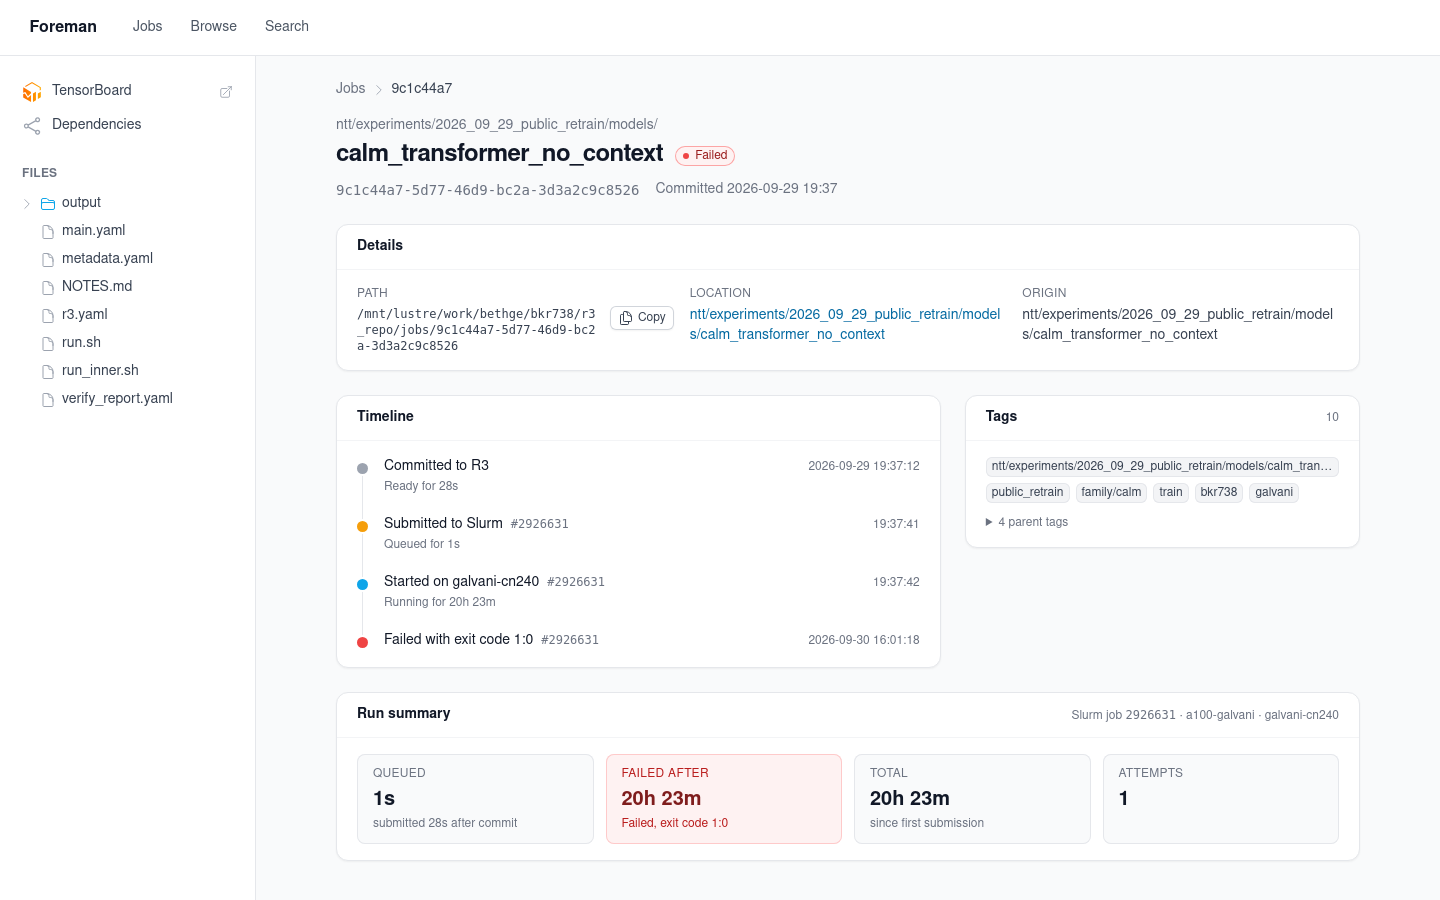 Foreman
Jobs
Browse
Search
TensorBoard
Dependencies
FILES
output
main.yaml
metadata.yaml
NOTES.md
r3.yaml
run.sh
run_inner.sh
verify_report.yaml
Jobs
9c1c44a7
ntt/experiments/2026_09_29_public_retrain/models/
calm_transformer_no_context
Failed
9c1c44a7-5d77-46d9-bc2a-3d3a2c9c8526
Committed 2026-09-29 19:37
Details
PATH
/mnt/lustre/work/bethge/bkr738/r3
_repo/jobs/9c1c44a7-5d77-46d9-bc2
a-3d3a2c9c8526
Copy
LOCATION
ntt/experiments/2026_09_29_public_retrain/model
s/calm_transformer_no_context
ORIGIN
ntt/experiments/2026_09_29_public_retrain/model
s/calm_transformer_no_context
Timeline
Committed to R3
2026-09-29 19:37:12
Ready for 28s
Submitted to Slurm #2926631
19:37:41
Queued for 1s
Started on galvani-cn240 #2926631
19:37:42
Running for 20h 23m
Failed with exit code 1:0 #2926631
2026-09-30 16:01:18
Tags
10
ntt/experiments/2026_09_29_public_retrain/models/calm_tran…
public_retrain
family/calm
train
bkr738
galvani
4 parent tags
Run summary
Slurm job 2926631 · a100-galvani · galvani-cn240
QUEUED
1s
submitted 28s after commit
FAILED AFTER
20h 23m
Failed, exit code 1:0
TOTAL
20h 23m
since first submission
ATTEMPTS
1